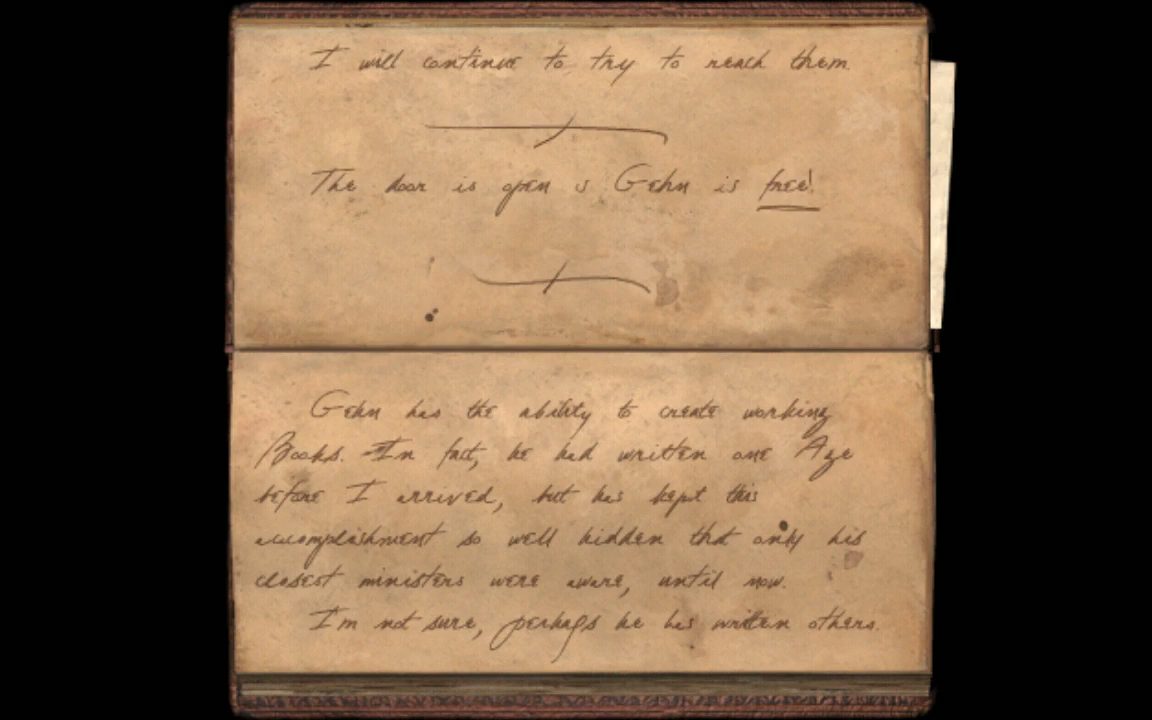 I will continue to try to reach them.
The door is open & Gehn is free!
Gehn has the ability to create working
Books. In fact, he had written one Age
before I arrived, but has kept this
accomplishment so well hidden that only his
closest ministers were aware, until now.
I'm not sure, perhaps he has written others.